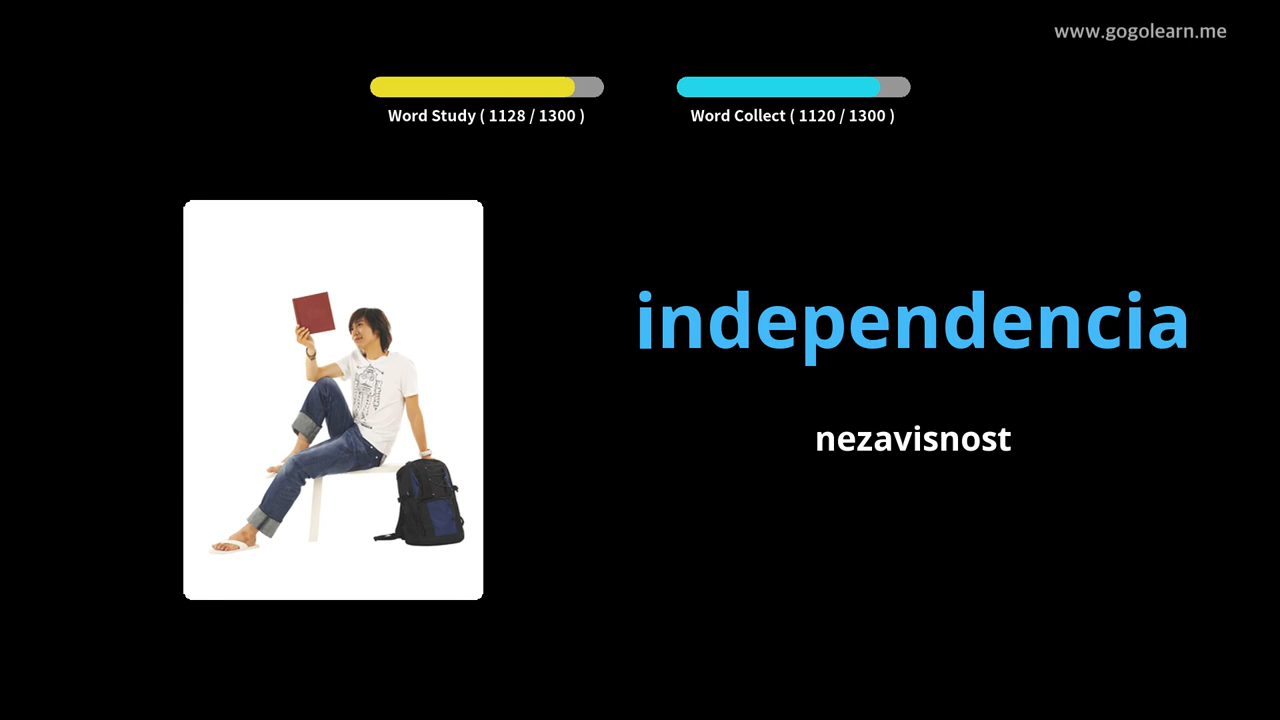 www.gogolearn.me
Word Study ( 1128 / 1300 )
Word Collect ( 1120 / 1300 )
independencia
nezavisnost